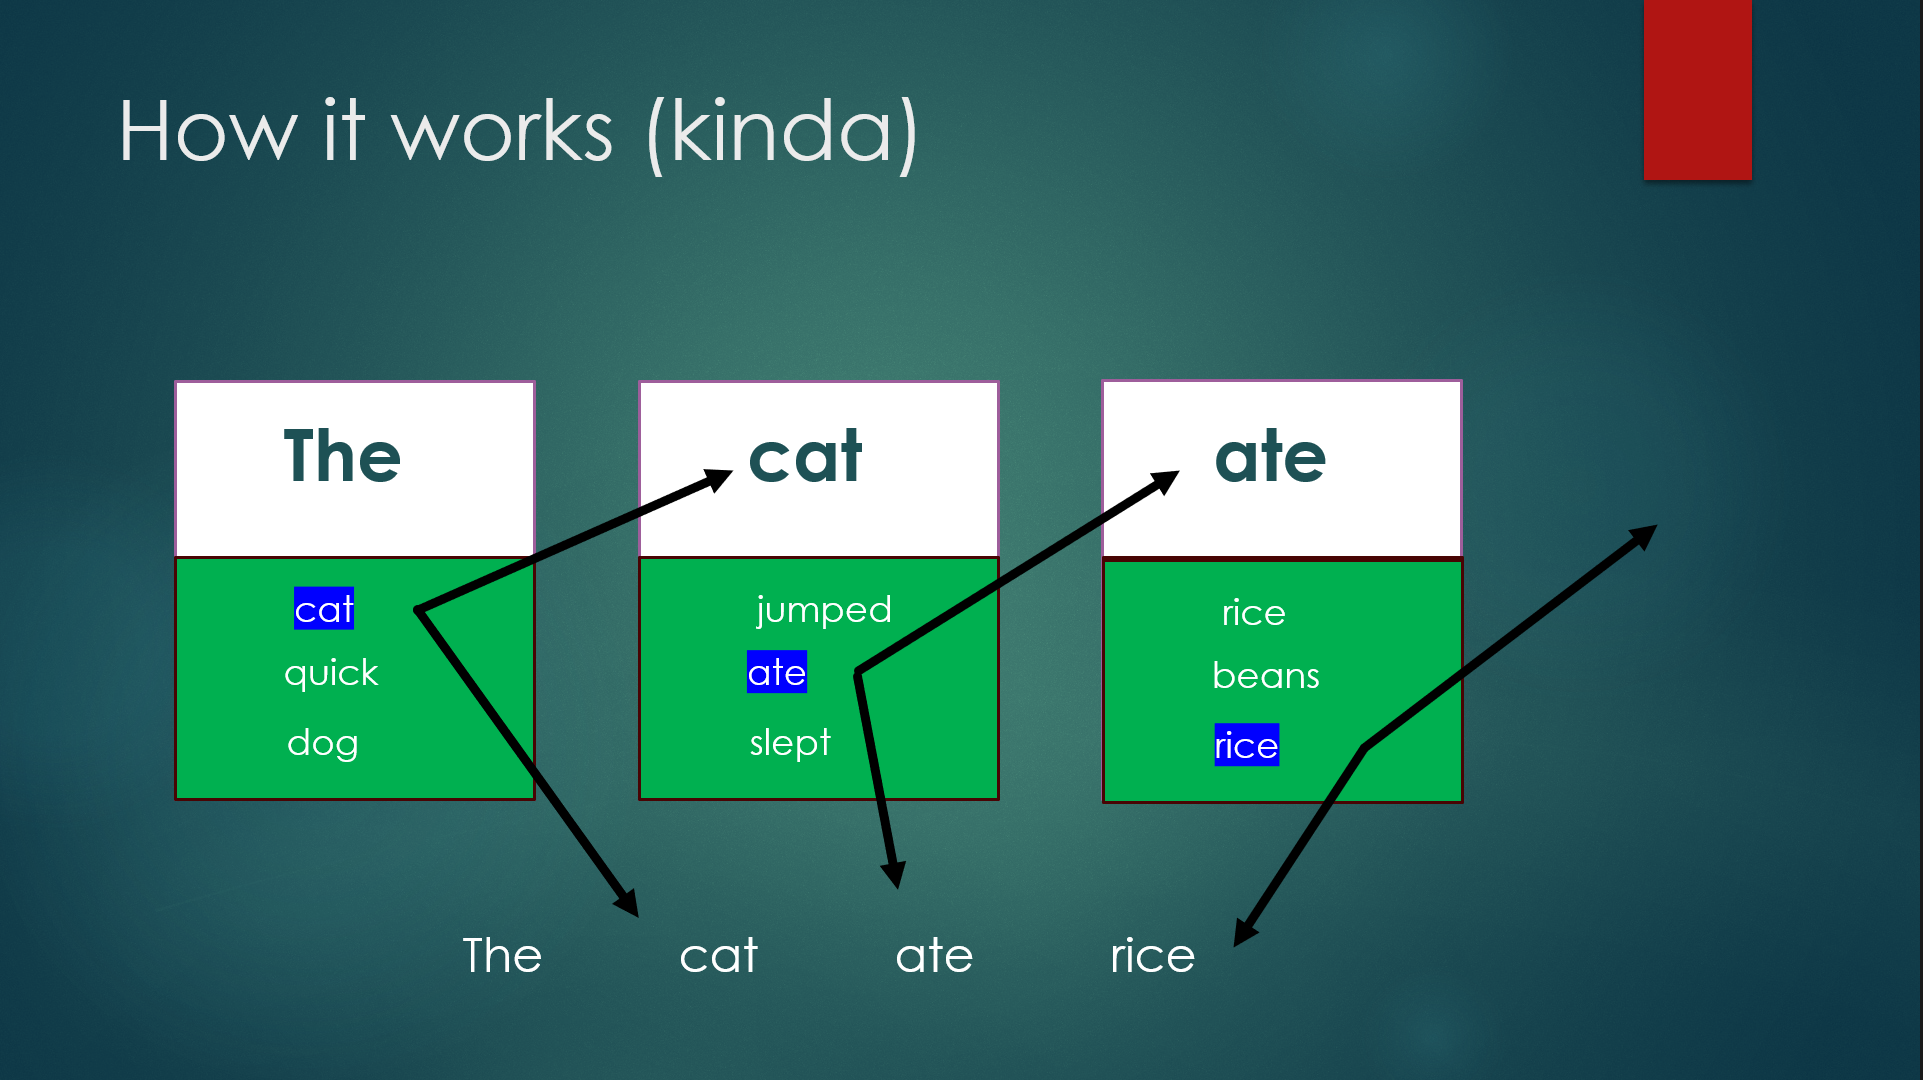 How it works (kinda)
The
cat
quick
dog
cat
jumped
ate
slept
ate
rice
beans
rice
The cat ate rice